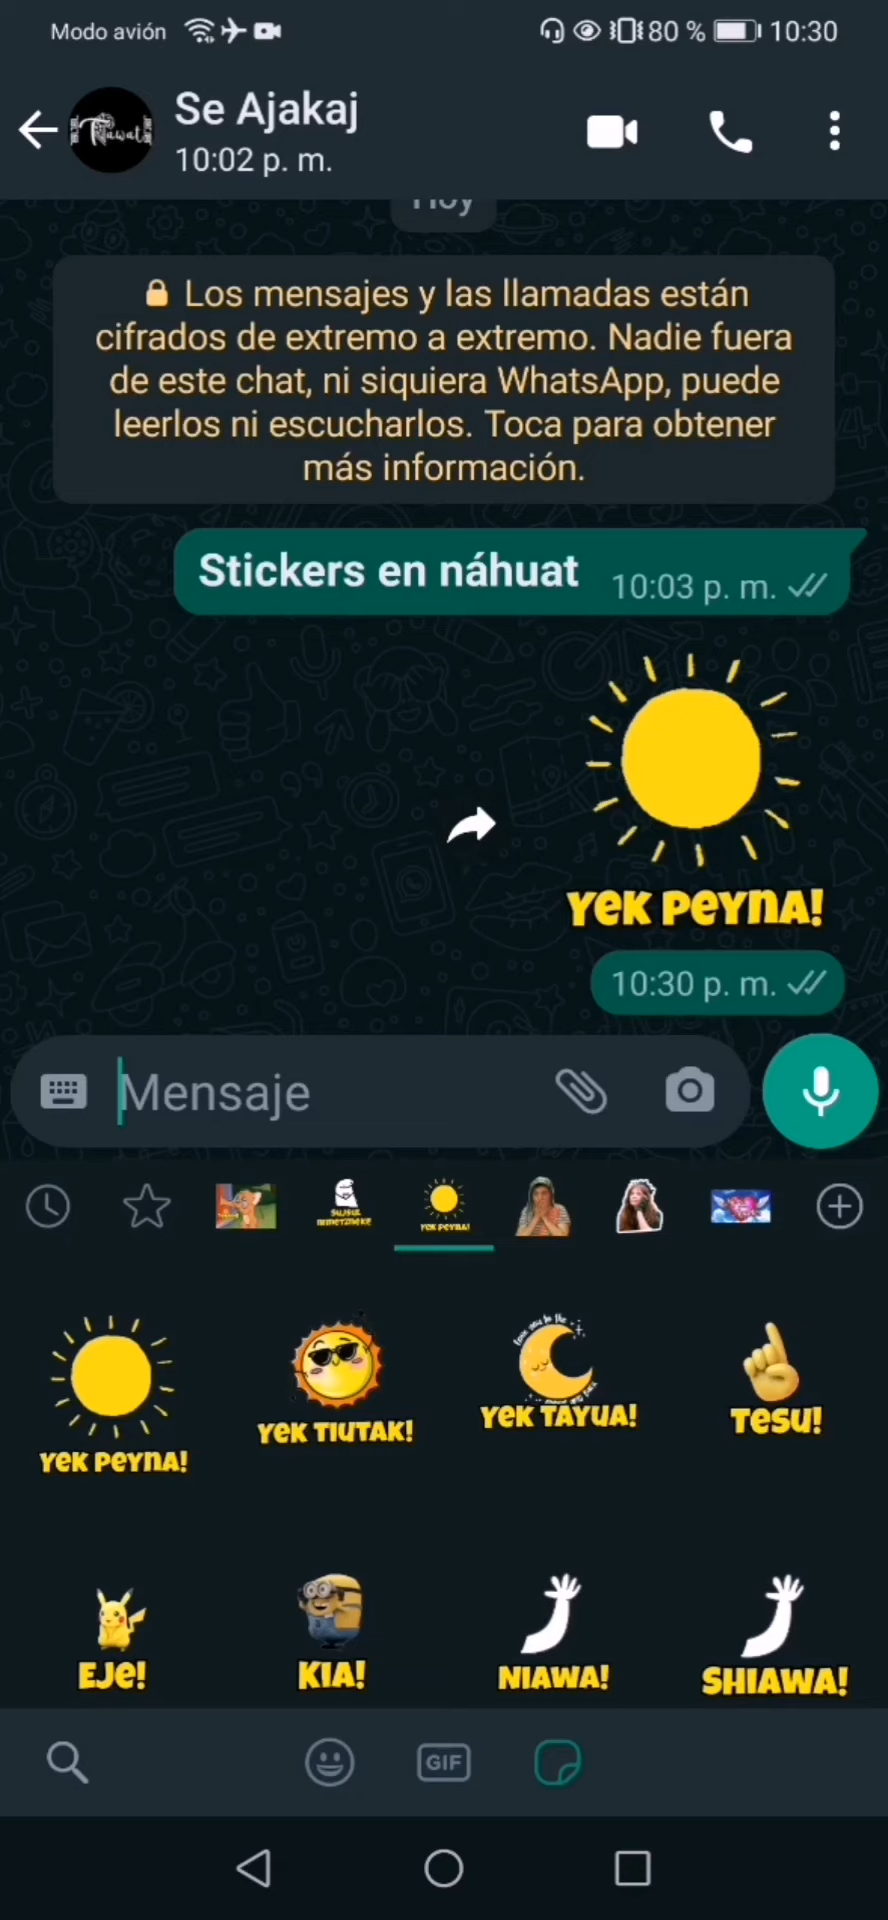 Modo avión
80 %
10:30
Se Ajakaj
10:02 p. m.
Hoy
Los mensajes y las llamadas están
cifrados de extremo a extremo. Nadie fuera
de este chat, ni siquiera WhatsApp, puede
leerlos ni escucharlos. Toca para obtener
más información.
Stickers en náhuat
10:03 p. m.
Yek Peyna!
10:30 p. m.
Mensaje
Yek Peyna!
Yek Peyna!
Yek Tiutak!
Yek Tayua!
Tesu!
Eje!
Kia!
Niawa!
Shiawa!
GIF